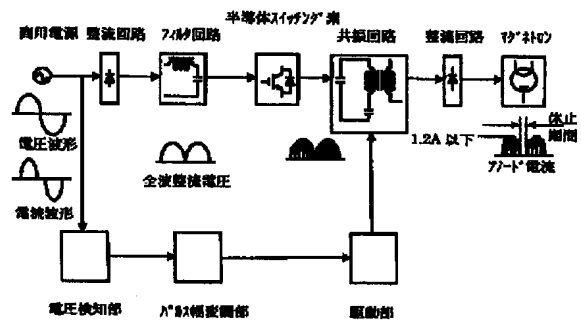 半導体スイッチング素
商用電源
整流回路
フィルタ回路
共振回路
整流回路
マグネトロン
電圧波形
電流波形
全波整流電圧
1.2A 以下
休止
期間
アノード電流
電圧検知部
パルス幅変調部
駆動部